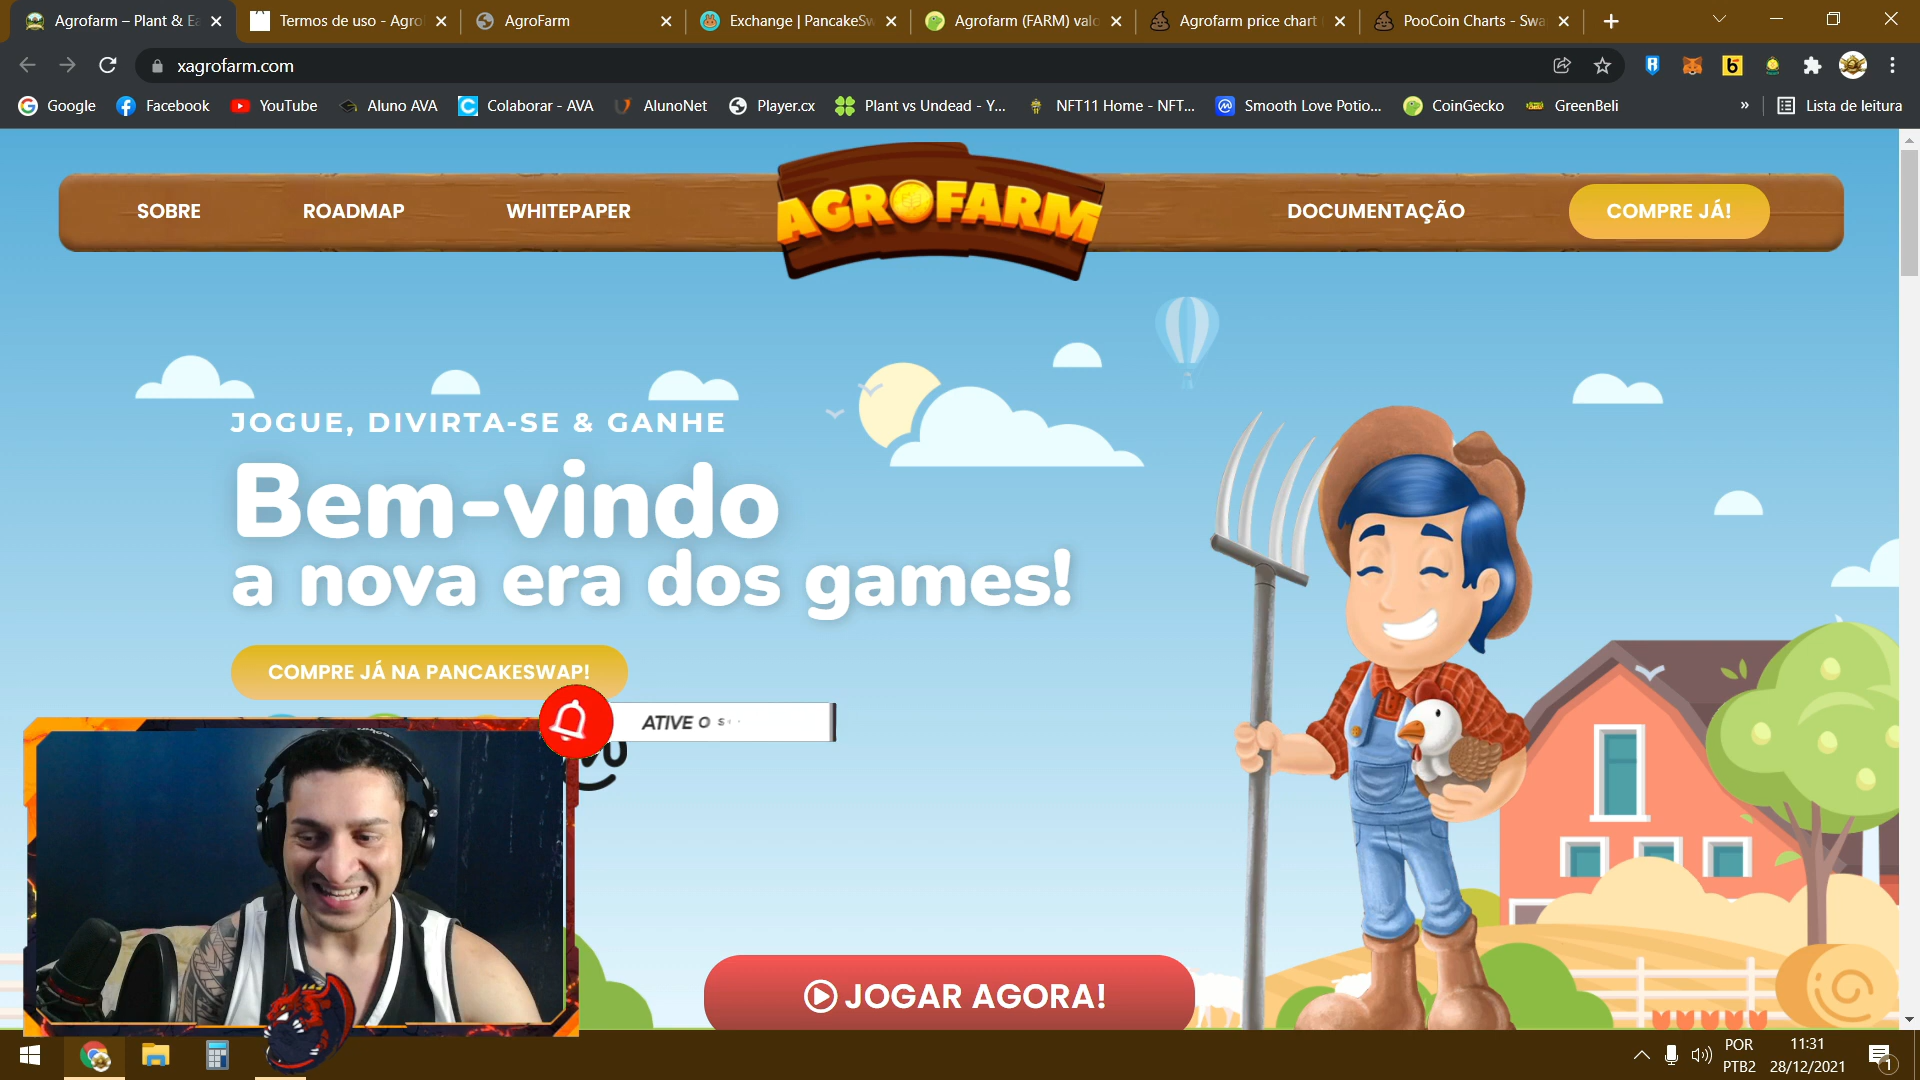 Agrofarm – Plant & Ea
Termos de uso - Agro
AgroFarm
Exchange | PancakeSw
Agrofarm (FARM) valo
Agrofarm price chart
PooCoin Charts - Swa
xagrofarm.com
Google
Facebook
YouTube
Aluno AVA
Colaborar - AVA
AlunoNet
Player.cx
Plant vs Undead - Y...
NFT11 Home - NFT...
Smooth Love Potio...
CoinGecko
GreenBeli
»
Lista de leitura
SOBRE
ROADMAP
WHITEPAPER
AGROFARM
DOCUMENTAÇÃO
COMPRE JÁ!
JOGUE, DIVIRTA-SE & GANHE
Bem-vindo
a nova era dos games!
COMPRE JÁ NA PANCAKESWAP!
ATIVE O S
JOGAR AGORA!
POR
PTB2
11:31
28/12/2021
1